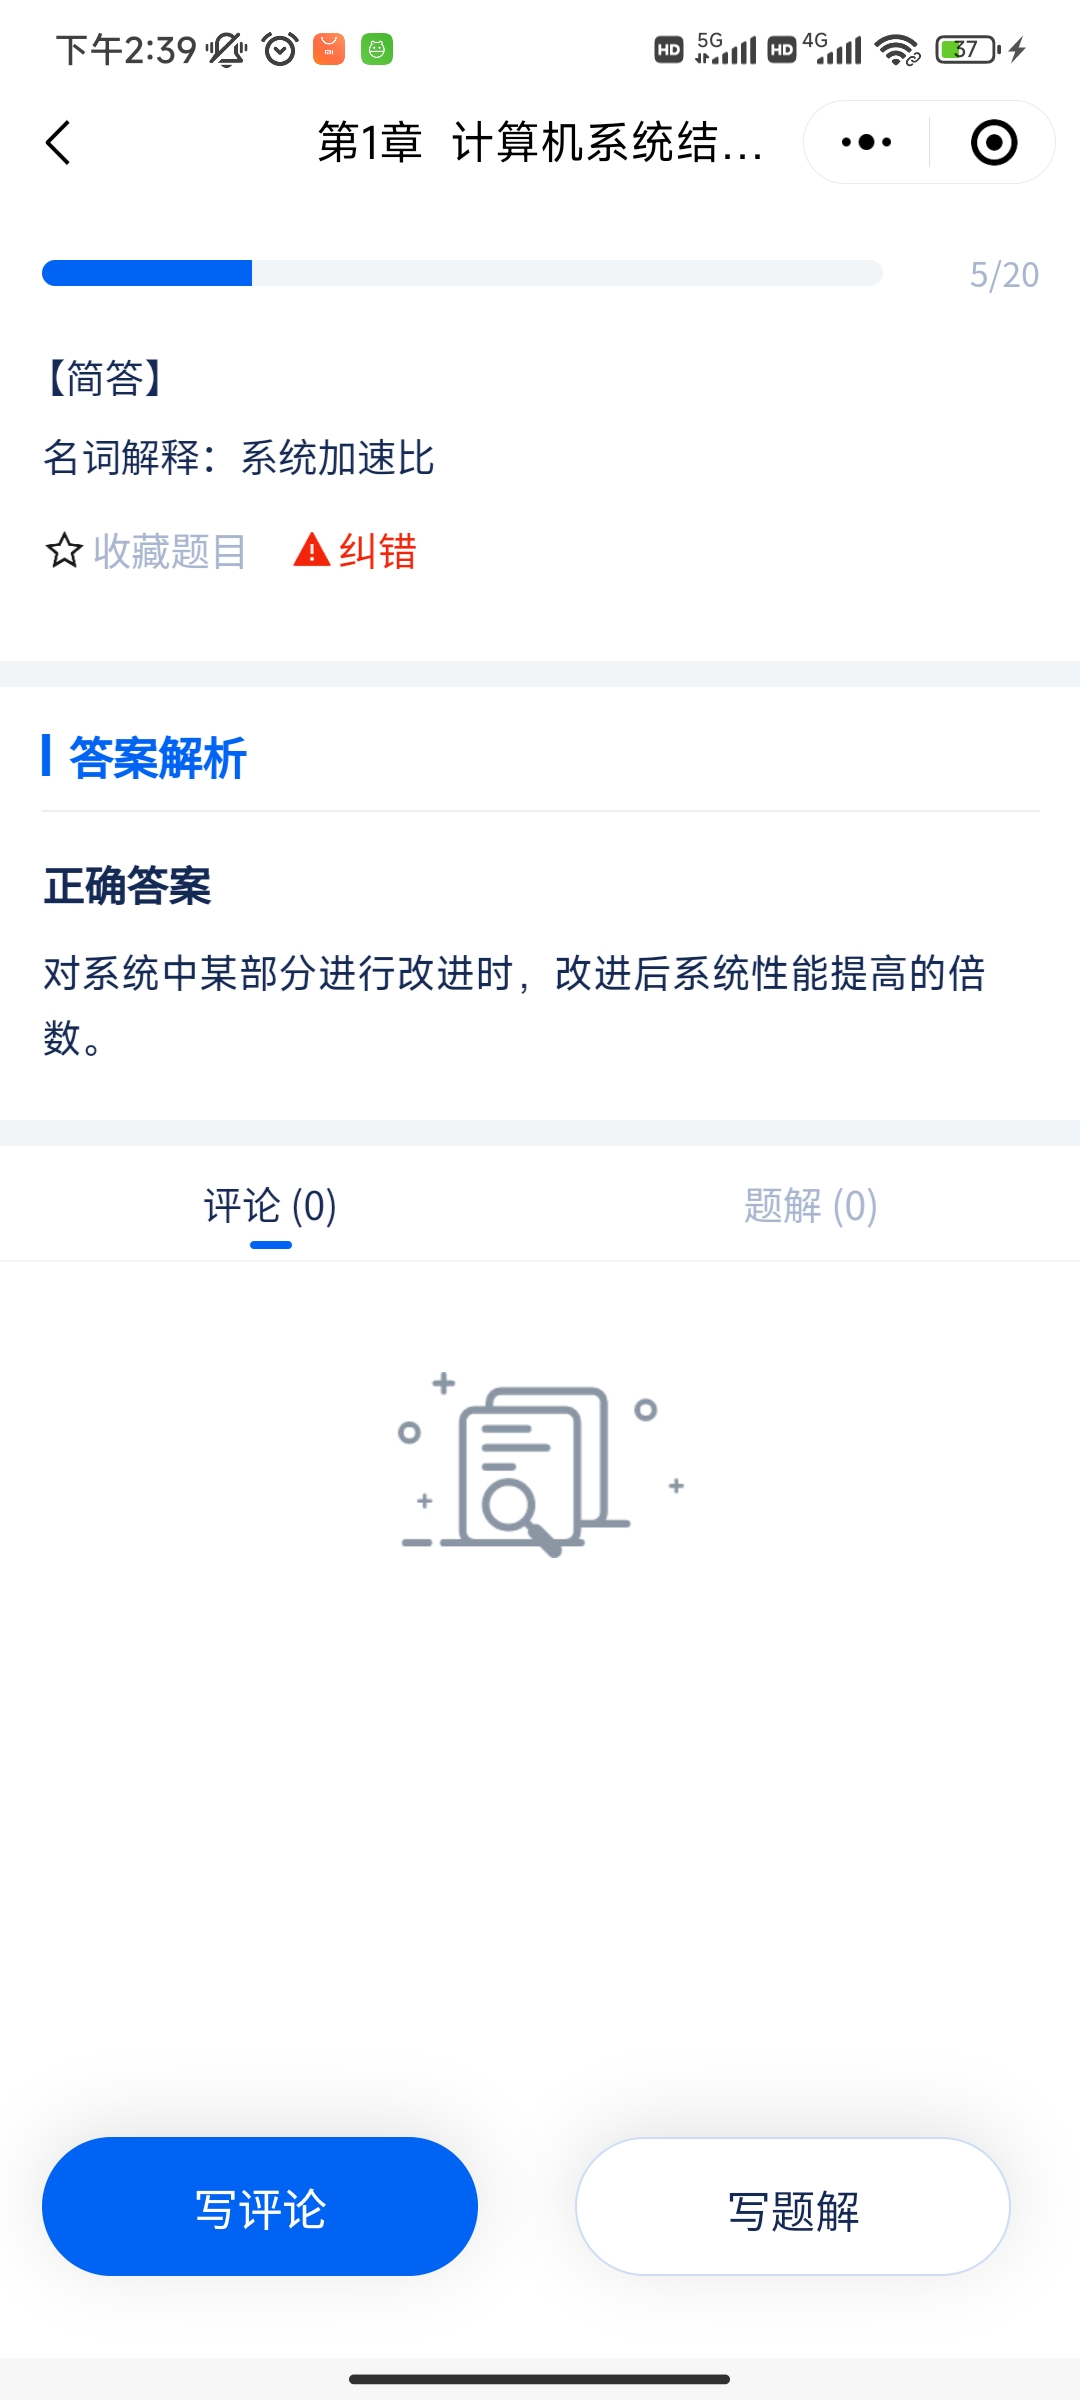 下午2:39
HD 5G HD 4G 37
第1章 计算机系统结...
5/20
【简答】
名词解释：系统加速比
收藏题目 纠错
答案解析
正确答案
对系统中某部分进行改进时，改进后系统性能提高的倍
数。
评论 (0) 题解 (0)
写评论 写题解